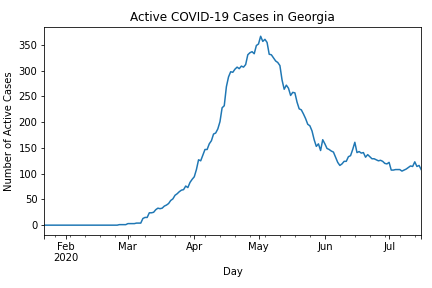 Active COVID-19 Cases in Georgia
Number of Active Cases
350
300
250
200
150
100
50
0
Feb Mar Apr May Jun Jul
2020
Day